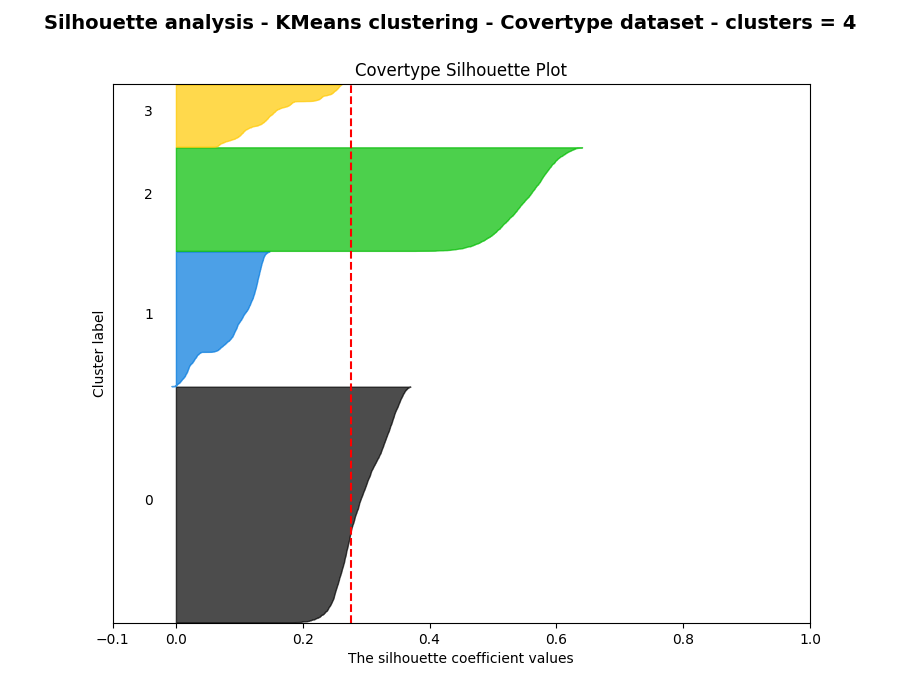 Silhouette analysis - KMeans clustering - Covertype dataset - clusters = 4
Covertype Silhouette Plot
3
2
1
0
Cluster label
−0.1 0.0 0.2 0.4 0.6 0.8 1.0
The silhouette coefficient values